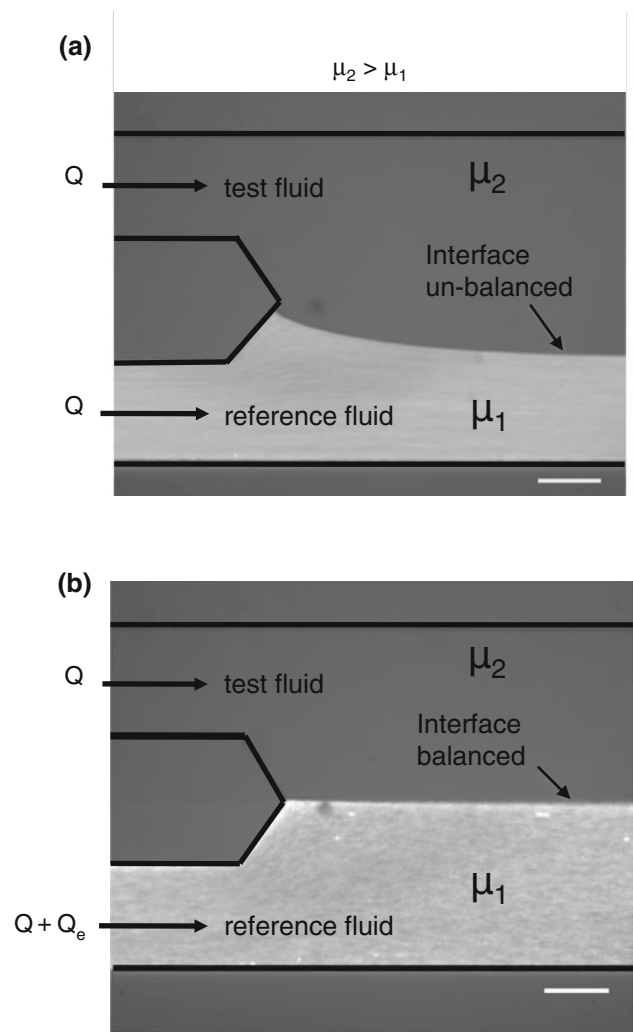 (a)
μ₂ > μ₁
Q
test fluid
μ₂
Interface
un-balanced
Q
reference fluid
μ₁
(b)
Q
test fluid
μ₂
Interface
balanced
μ₁
Q + Qₑ
reference fluid